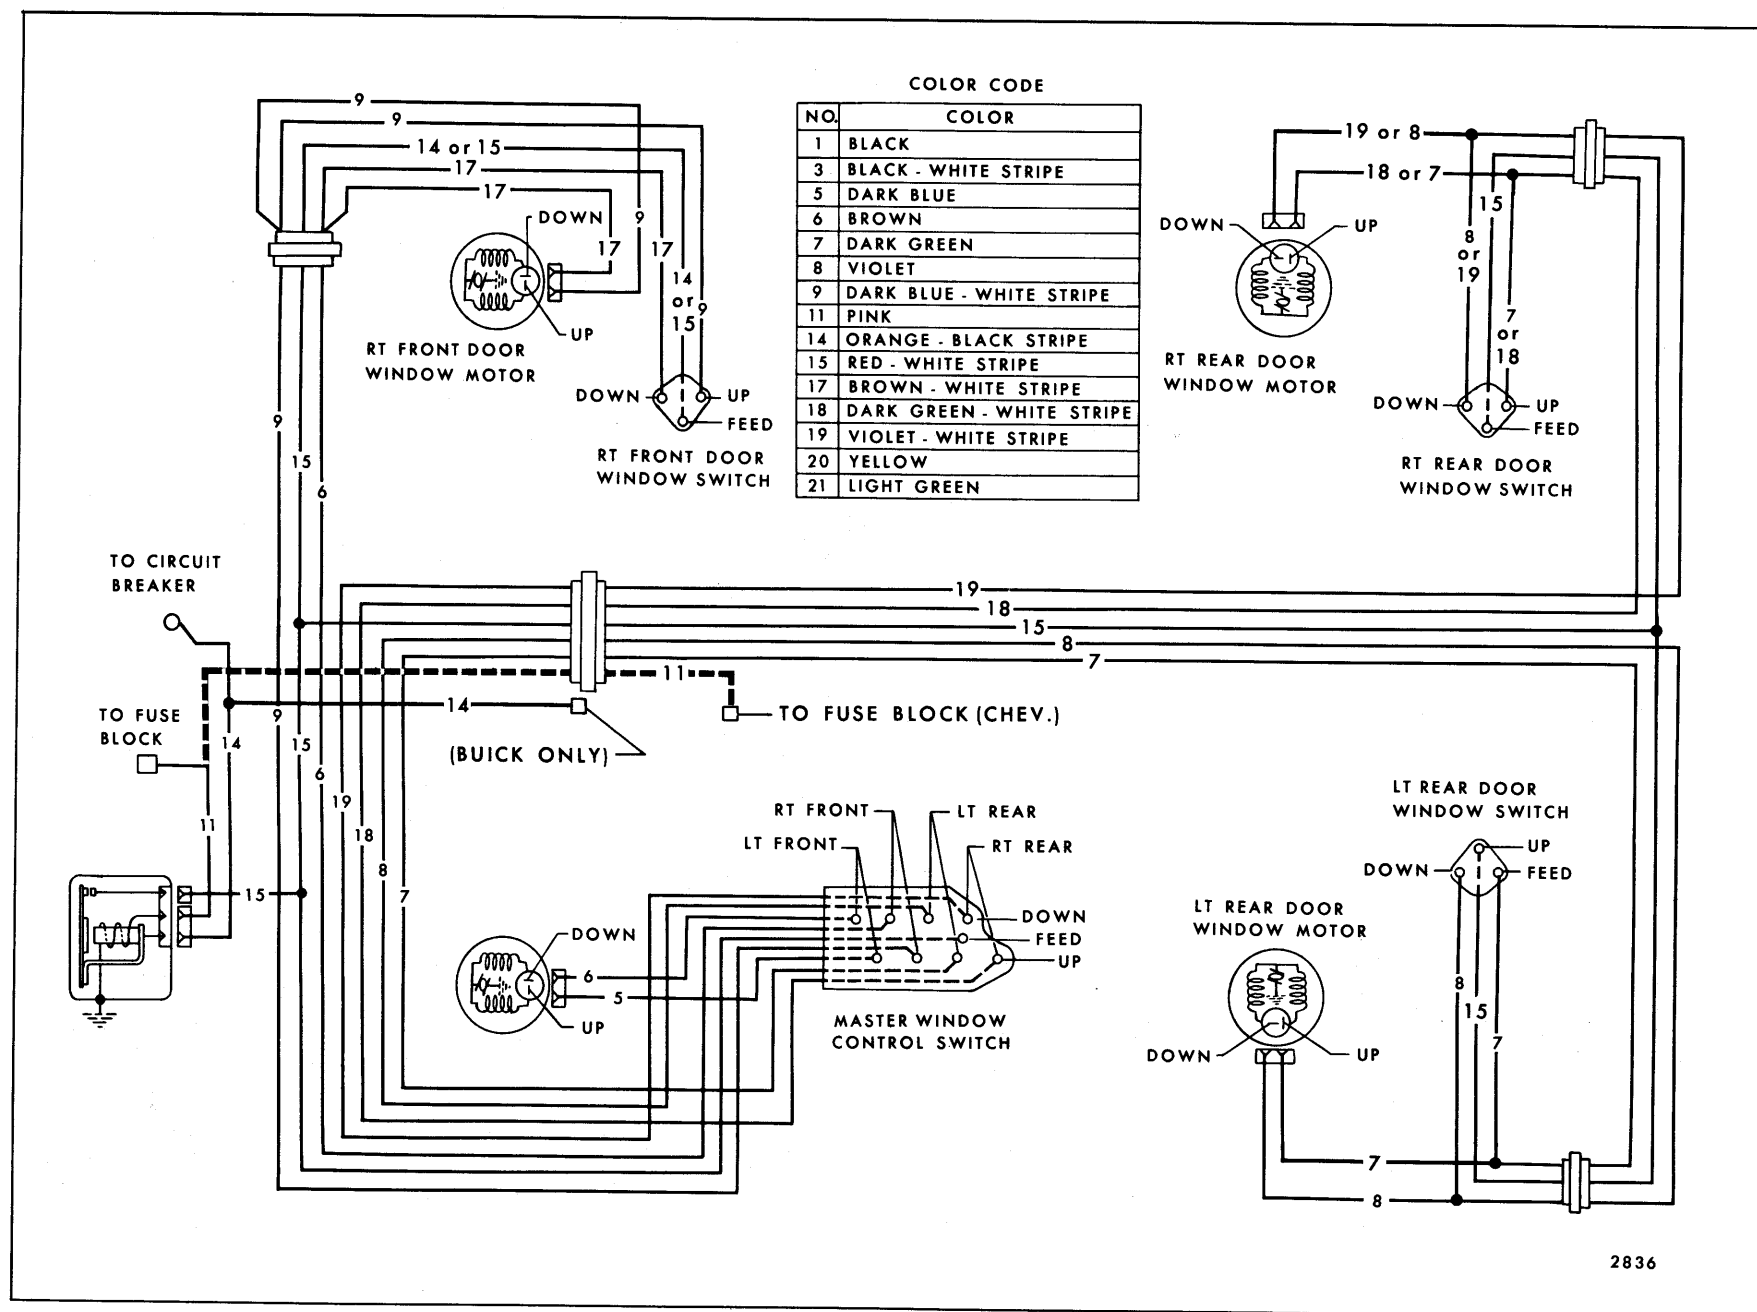 COLOR CODE
NO. COLOR
1 BLACK
3 BLACK - WHITE STRIPE
5 DARK BLUE
6 BROWN
7 DARK GREEN
8 VIOLET
9 DARK BLUE - WHITE STRIPE
11 PINK
14 ORANGE - BLACK STRIPE
15 RED - WHITE STRIPE
17 BROWN - WHITE STRIPE
18 DARK GREEN - WHITE STRIPE
19 VIOLET - WHITE STRIPE
20 YELLOW
21 LIGHT GREEN
9
9
14 or 15
17
17
DOWN
9
17
17
14
or
15
9
UP
RT FRONT DOOR
WINDOW MOTOR
DOWN
UP
FEED
RT FRONT DOOR
WINDOW SWITCH
19 or 8
18 or 7
15
DOWN
UP
8
or
19
7
or
18
RT REAR DOOR
WINDOW MOTOR
DOWN
UP
FEED
RT REAR DOOR
WINDOW SWITCH
9
15
6
TO CIRCUIT
BREAKER
19
18
15
8
7
11
14
TO FUSE BLOCK (CHEV.)
(BUICK ONLY)
TO FUSE
BLOCK
9
14
15
6
19
11
18
8
7
15
RT FRONT
LT REAR
LT FRONT
RT REAR
DOWN
FEED
UP
MASTER WINDOW
CONTROL SWITCH
DOWN
6
5
UP
LT REAR DOOR
WINDOW SWITCH
UP
DOWN
FEED
LT REAR DOOR
WINDOW MOTOR
8
15
7
DOWN
UP
7
8
2836